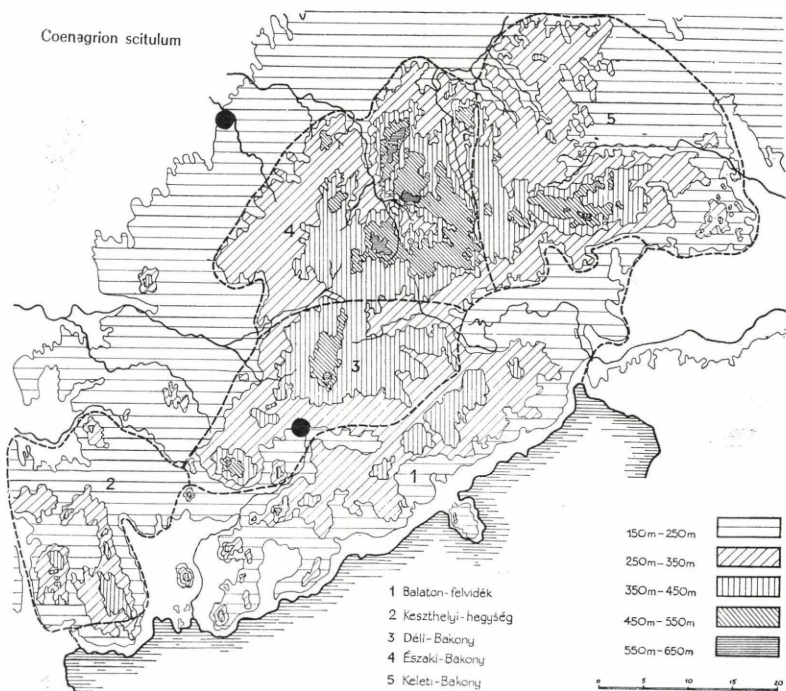 Coenagrion scitulum
5
4
3
2
1
1 Balaton-felvidék
2 Keszthelyi-hegység
3 Déli-Bakony
4 Északi-Bakony
5 Keleti-Bakony
150m-250m
250m-350m
350m-450m
450m-550m
550m-650m
0 5 10 15 20